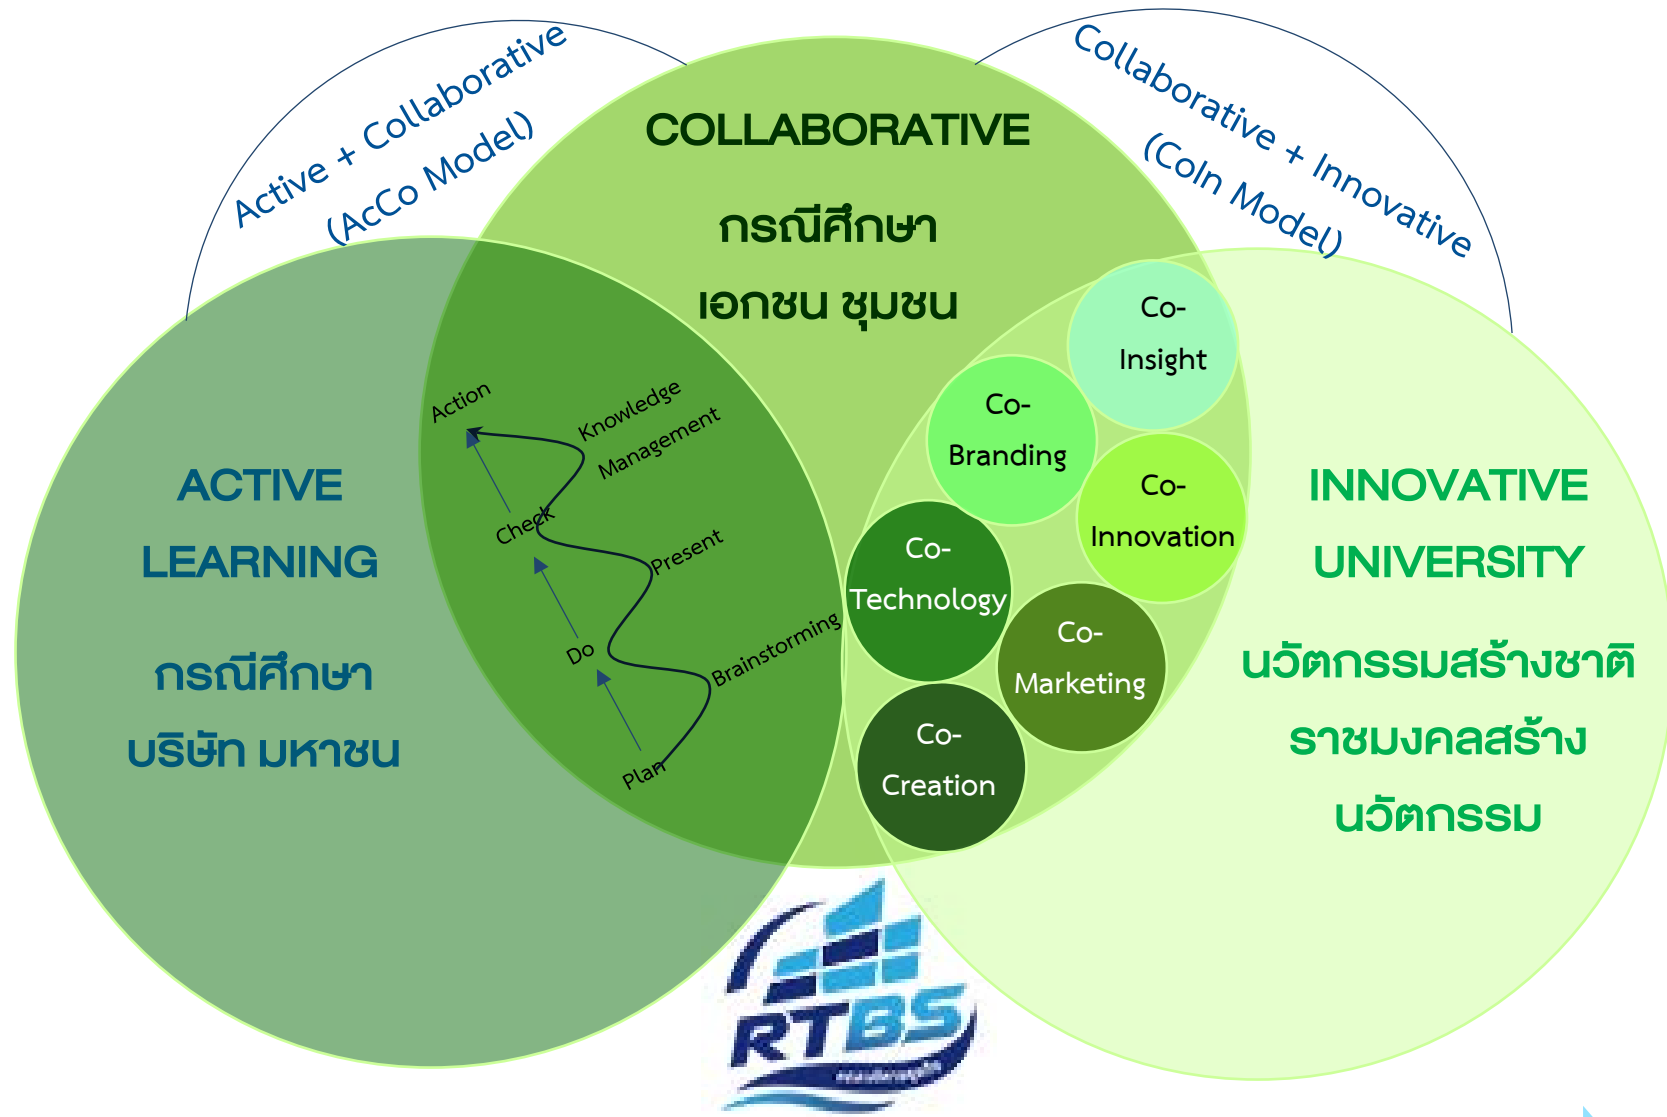 Active + Collaborative
(AcCo Model)
Collaborative + Innovative
(CoIn Model)
COLLABORATIVE
กรณีศึกษา
เอกชน ชุมชน
ACTIVE
LEARNING
กรณีศึกษา
บริษัท มหาชน
Action
Knowledge
Management
Check
Present
Do
Brainstorming
Plan
Co-
Insight
Co-
Branding
Co-
Innovation
Co-
Technology
Co-
Marketing
Co-
Creation
INNOVATIVE
UNIVERSITY
นวัตกรรมสร้างชาติ
ราชมงคลสร้าง
นวัตกรรม
RTBS